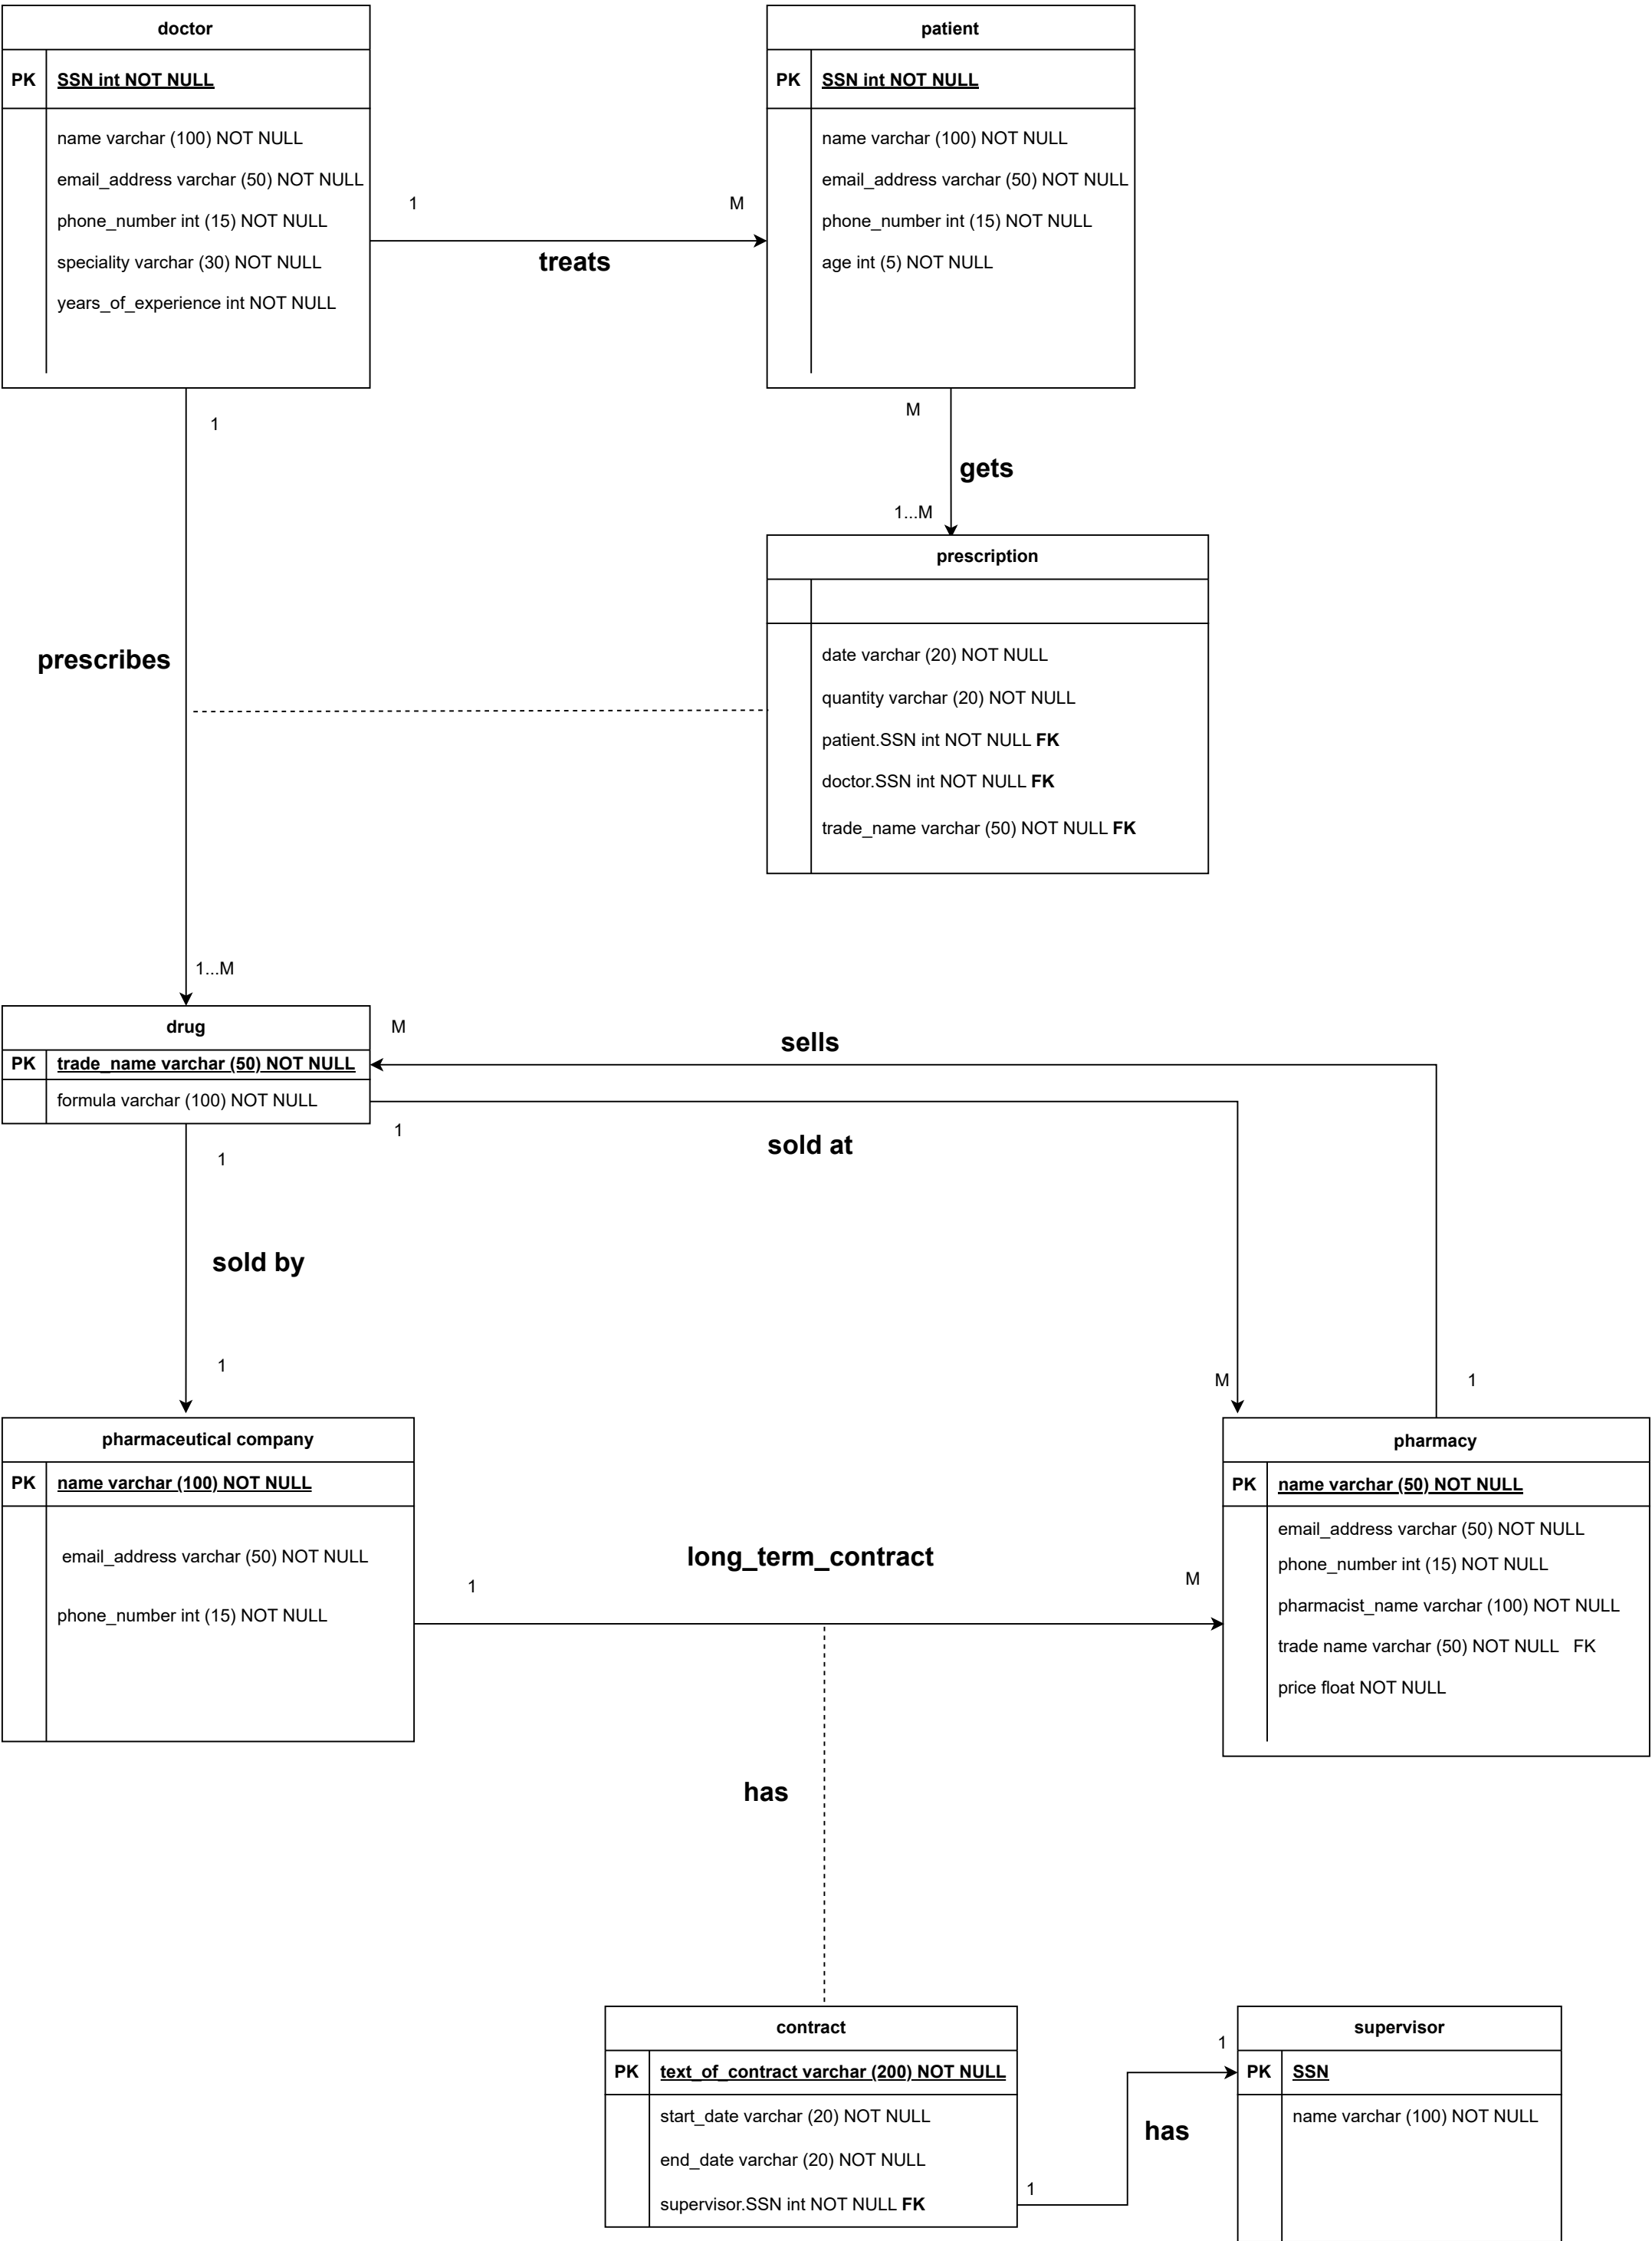 doctor
PK SSN int NOT NULL
name varchar (100) NOT NULL
email_address varchar (50) NOT NULL
phone_number int (15) NOT NULL
speciality varchar (30) NOT NULL
years_of_experience int NOT NULL
1
M
treats
patient
PK SSN int NOT NULL
name varchar (100) NOT NULL
email_address varchar (50) NOT NULL
phone_number int (15) NOT NULL
age int (5) NOT NULL
1
M
gets
1...M
prescription
date varchar (20) NOT NULL
quantity varchar (20) NOT NULL
patient.SSN int NOT NULL FK
doctor.SSN int NOT NULL FK
trade_name varchar (50) NOT NULL FK
prescribes
1...M
drug
PK trade_name varchar (50) NOT NULL
formula varchar (100) NOT NULL
M
sells
1
sold at
1
sold by
1
M
1
pharmaceutical company
PK name varchar (100) NOT NULL
email_address varchar (50) NOT NULL
phone_number int (15) NOT NULL
long_term_contract
1
M
pharmacy
PK name varchar (50) NOT NULL
email_address varchar (50) NOT NULL
phone_number int (15) NOT NULL
pharmacist_name varchar (100) NOT NULL
trade name varchar (50) NOT NULL FK
price float NOT NULL
has
contract
PK text_of_contract varchar (200) NOT NULL
start_date varchar (20) NOT NULL
end_date varchar (20) NOT NULL
supervisor.SSN int NOT NULL FK
1
has
1
supervisor
PK SSN
name varchar (100) NOT NULL